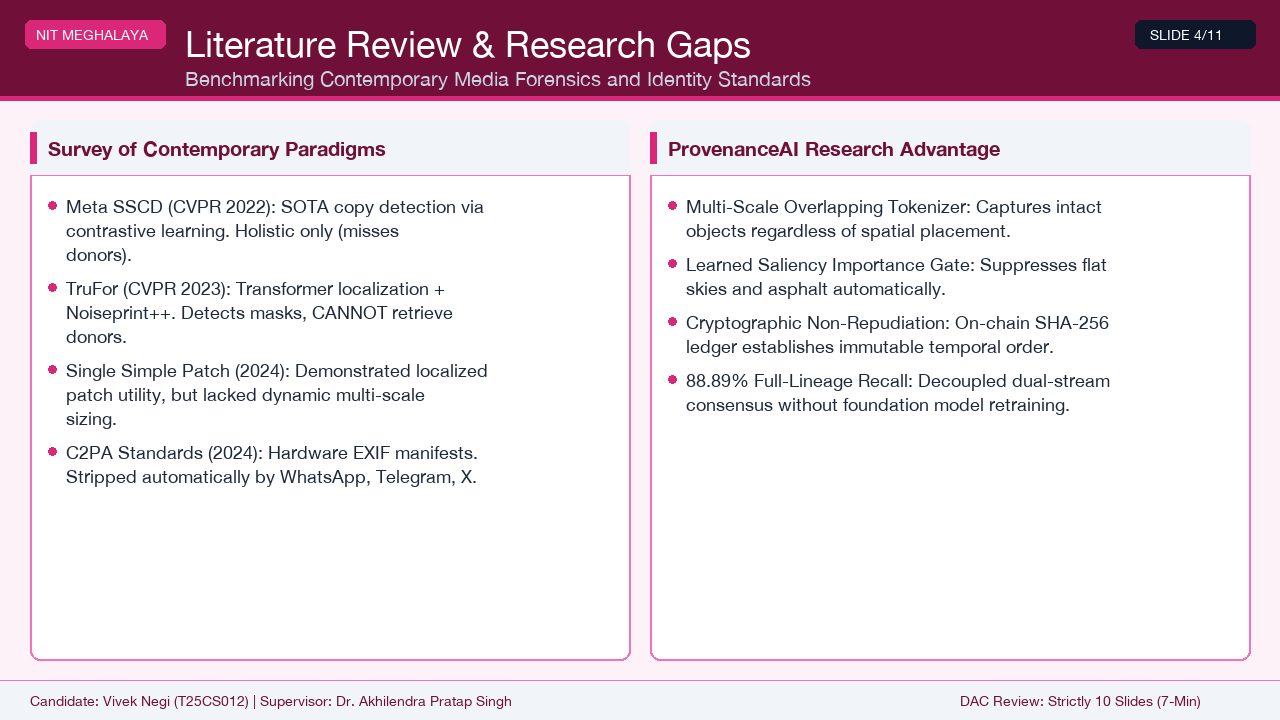 NIT MEGHALAYA
Literature Review & Research Gaps
Benchmarking Contemporary Media Forensics and Identity Standards
SLIDE 4/11
Survey of Contemporary Paradigms
Meta SSCD (CVPR 2022): SOTA copy detection via
contrastive learning. Holistic only (misses
donors).
TruFor (CVPR 2023): Transformer localization +
Noiseprint++. Detects masks, CANNOT retrieve
donors.
Single Simple Patch (2024): Demonstrated localized
patch utility, but lacked dynamic multi-scale
sizing.
C2PA Standards (2024): Hardware EXIF manifests.
Stripped automatically by WhatsApp, Telegram, X.
ProvenanceAI Research Advantage
Multi-Scale Overlapping Tokenizer: Captures intact
objects regardless of spatial placement.
Learned Saliency Importance Gate: Suppresses flat
skies and asphalt automatically.
Cryptographic Non-Repudiation: On-chain SHA-256
ledger establishes immutable temporal order.
88.89% Full-Lineage Recall: Decoupled dual-stream
consensus without foundation model retraining.
Candidate: Vivek Negi (T25CS012) | Supervisor: Dr. Akhilendra Pratap Singh
DAC Review: Strictly 10 Slides (7-Min)